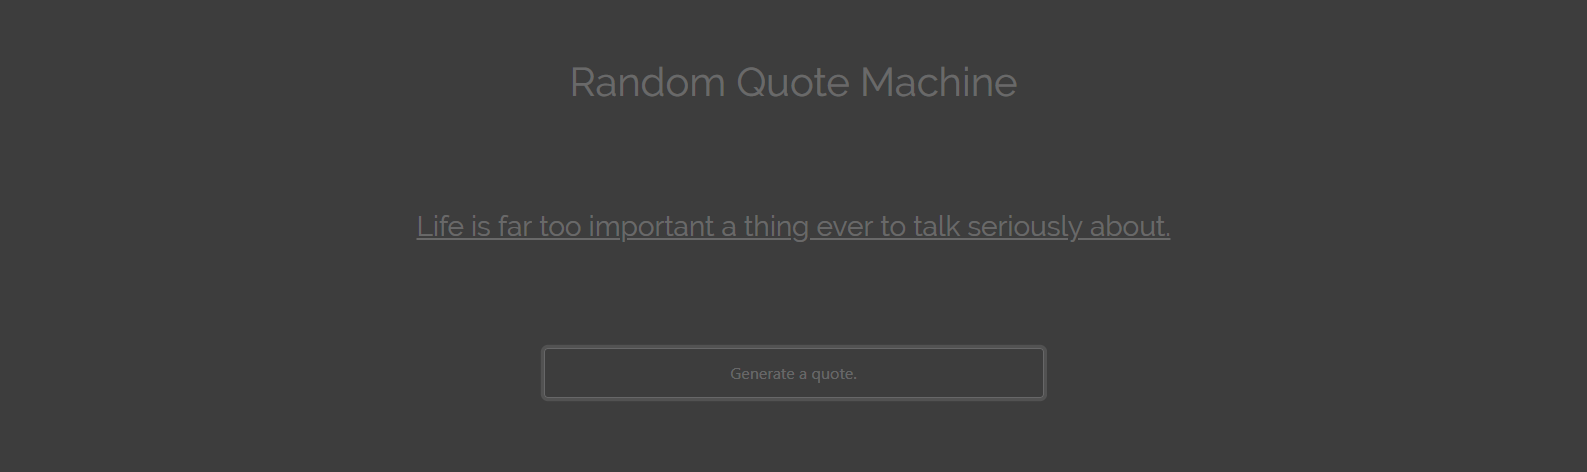 Random Quote Machine
Life is far too important a thing ever to talk seriously about.
Generate a quote.